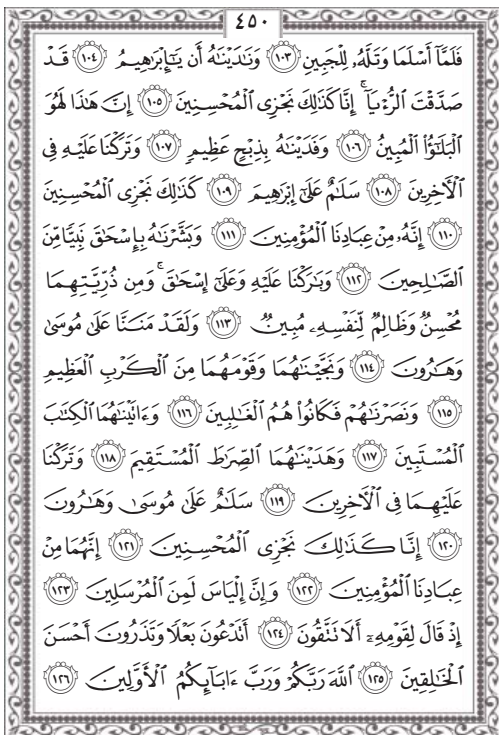 ٤٥٠
فَلَمَّآ أَسْلَمَا وَتَلَّهُۥ لِلْجَبِينِ ١٠٣ وَنَٰدَيْنَٰهُ أَن يَٰٓإِبْرَٰهِيمُ ١٠٤ قَدْ
صَدَّقْتَ ٱلرُّءْيَآ ۚ إِنَّا كَذَٰلِكَ نَجْزِى ٱلْمُحْسِنِينَ ١٠٥ إِنَّ هَٰذَا لَهُوَ
ٱلْبَلَٰٓؤُا۟ ٱلْمُبِينُ ١٠٦ وَفَدَيْنَٰهُ بِذِبْحٍ عَظِيمٍ ١٠٧ وَتَرَكْنَا عَلَيْهِ فِى
ٱلْـَٔاخِرِينَ ١٠٨ سَلَٰمٌ عَلَىٰٓ إِبْرَٰهِيمَ ١٠٩ كَذَٰلِكَ نَجْزِى ٱلْمُحْسِنِينَ
١١٠ إِنَّهُۥ مِنْ عِبَادِنَا ٱلْمُؤْمِنِينَ ١١١ وَبَشَّرْنَٰهُ بِإِسْحَٰقَ نَبِيًّا مِّنَ
ٱلصَّٰلِحِينَ ١١٢ وَبَٰرَكْنَا عَلَيْهِ وَعَلَىٰٓ إِسْحَٰقَ ۚ وَمِن ذُرِّيَّتِهِمَا
مُحْسِنٌ وَظَالِمٌ لِّنَفْسِهِۦ مُبِينٌ ١١٣ وَلَقَدْ مَنَنَّا عَلَىٰ مُوسَىٰ
وَهَٰرُونَ ١١٤ وَنَجَّيْنَٰهُمَا وَقَوْمَهُمَا مِنَ ٱلْكَرْبِ ٱلْعَظِيمِ
١١٥ وَنَصَرْنَٰهُمْ فَكَانُوا۟ هُمُ ٱلْغَٰلِبِينَ ١١٦ وَءَاتَيْنَٰهُمَا ٱلْكِتَٰبَ
ٱلْمُسْتَبِينَ ١١٧ وَهَدَيْنَٰهُمَا ٱلصِّرَٰطَ ٱلْمُسْتَقِيمَ ١١٨ وَتَرَكْنَا
عَلَيْهِمَا فِى ٱلْـَٔاخِرِينَ ١١٩ سَلَٰمٌ عَلَىٰ مُوسَىٰ وَهَٰرُونَ
١٢٠ إِنَّا كَذَٰلِكَ نَجْزِى ٱلْمُحْسِنِينَ ١٢١ إِنَّهُمَا مِنْ
عِبَادِنَا ٱلْمُؤْمِنِينَ ١٢٢ وَإِنَّ إِلْيَاسَ لَمِنَ ٱلْمُرْسَلِينَ ١٢٣
إِذْ قَالَ لِقَوْمِهِۦٓ أَلَا تَتَّقُونَ ١٢٤ أَتَدْعُونَ بَعْلًا وَتَذَرُونَ أَحْسَنَ
ٱلْخَٰلِقِينَ ١٢٥ ٱللَّهَ رَبَّكُمْ وَرَبَّ ءَابَآئِكُمُ ٱلْأَوَّلِينَ ١٢٦